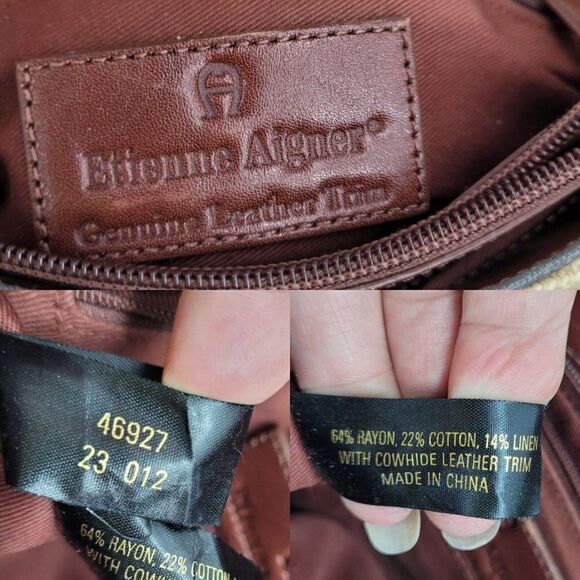 Etienne Aigner®
Genuine Leather Trim
46927
23 012
64% RAYON, 22% COTTON
WITH COWHIDE
64% RAYON, 22% COTTON, 14% LINEN
WITH COWHIDE LEATHER TRIM
MADE IN CHINA